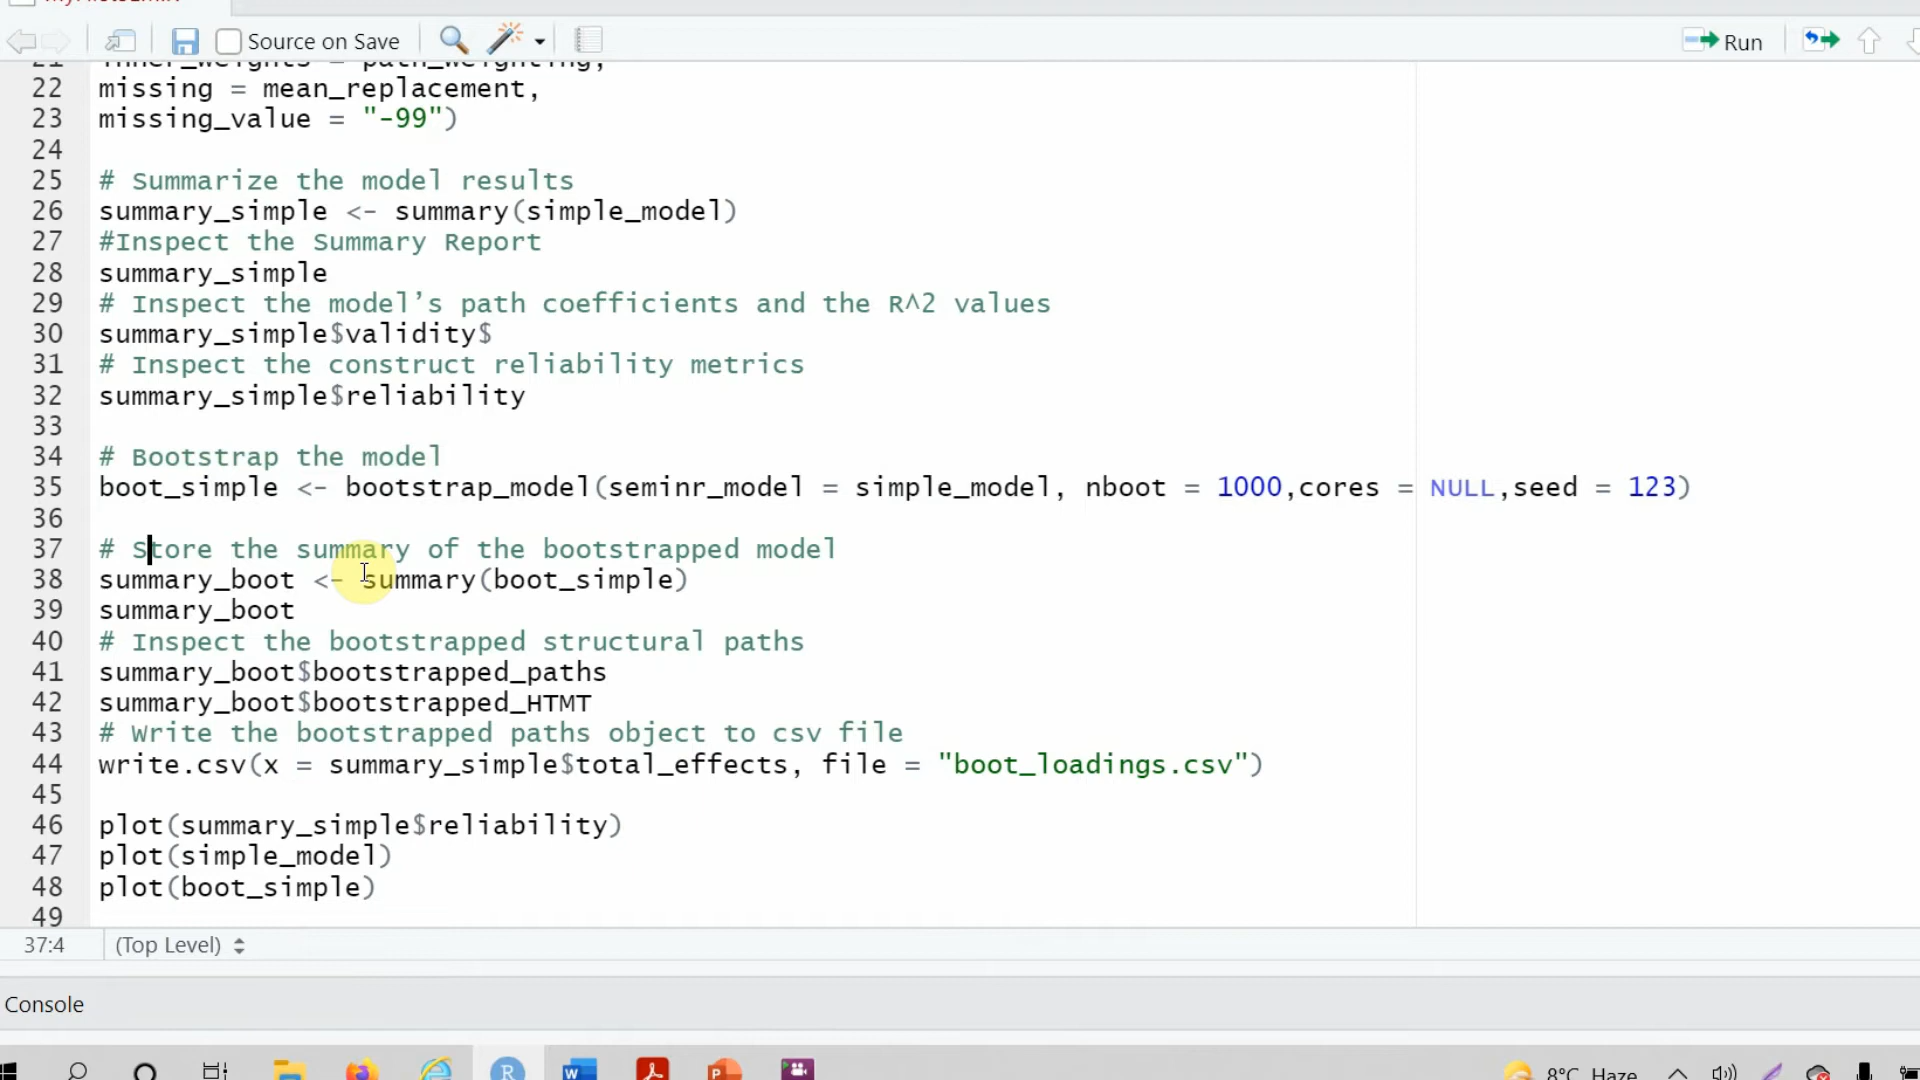 Source on Save
Run
21 inner_weights = path_weighting,
22 missing = mean_replacement,
23 missing_value = "-99")
24
25 # Summarize the model results
26 summary_simple <- summary(simple_model)
27 #Inspect the Summary Report
28 summary_simple
29 # Inspect the model’s path coefficients and the R^2 values
30 summary_simple$validity$
31 # Inspect the construct reliability metrics
32 summary_simple$reliability
33
34 # Bootstrap the model
35 boot_simple <- bootstrap_model(seminr_model = simple_model, nboot = 1000,cores = NULL,seed = 123)
36
37 # Store the summary of the bootstrapped model
38 summary_boot <- summary(boot_simple)
39 summary_boot
40 # Inspect the bootstrapped structural paths
41 summary_boot$bootstrapped_paths
42 summary_boot$bootstrapped_HTMT
43 # Write the bootstrapped paths object to csv file
44 write.csv(x = summary_simple$total_effects, file = "boot_loadings.csv")
45
46 plot(summary_simple$reliability)
47 plot(simple_model)
48 plot(boot_simple)
49
37:4 (Top Level)
Console
8°C Haze